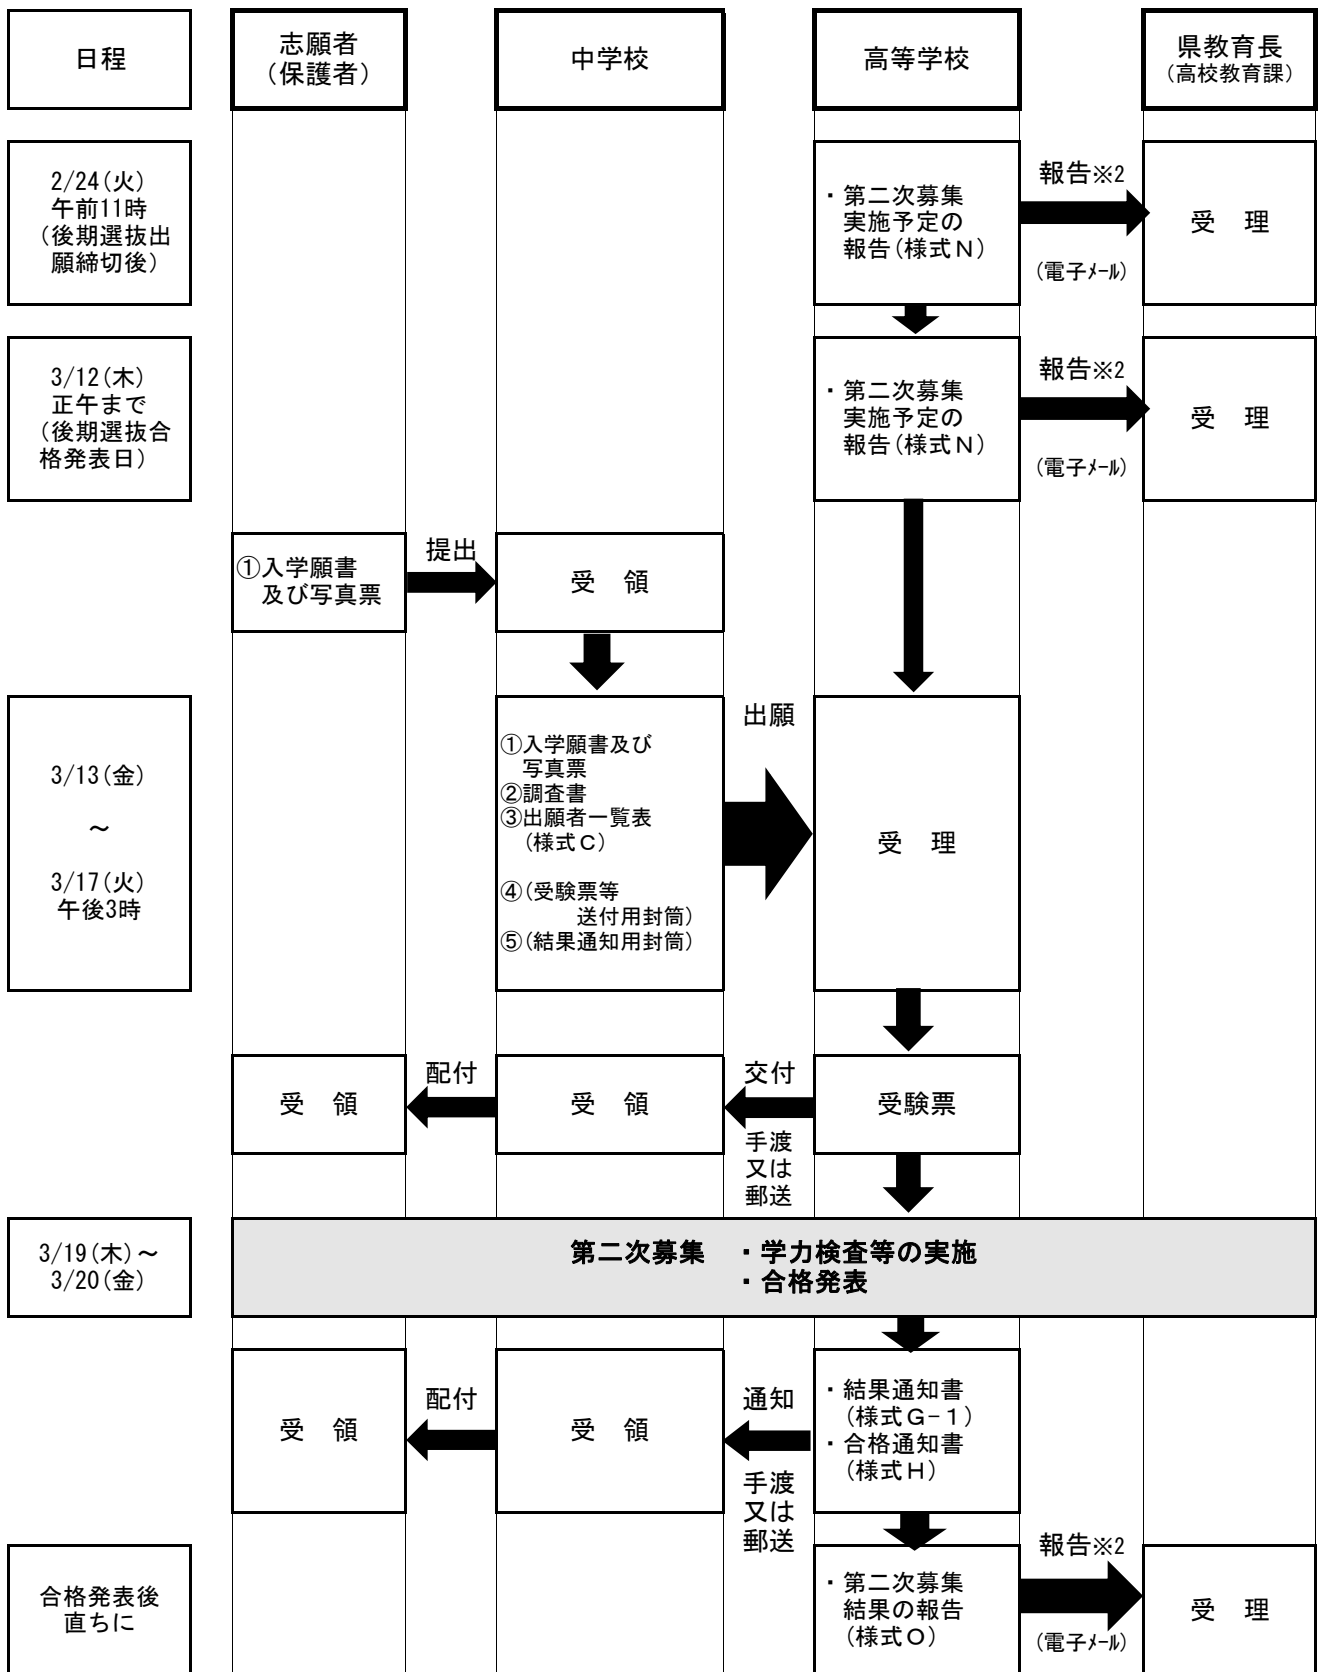 日程
志願者
（保護者）
中学校
高等学校
県教育長
（高校教育課）
2/24(火)
午前11時
（後期選抜出
願締切後）
・第二次募集
実施予定の
報告（様式Ｎ）
報告※2
（電子ﾒｰﾙ）
受　理
3/12(木)
正午まで
（後期選抜合
格発表日）
・第二次募集
実施予定の
報告（様式Ｎ）
報告※2
（電子ﾒｰﾙ）
受　理
①入学願書
及び写真票
提出
受　領
3/13(金)
～
3/17(火)
午後3時
①入学願書及び
写真票
②調査書
③出願者一覧表
（様式Ｃ）
④（受験票等
送付用封筒）
⑤（結果通知用封筒）
出願
受　理
受　領
配付
受　領
交付
手渡
又は
郵送
受験票
3/19(木)～
3/20(金)
第二次募集　・学力検査等の実施
・合格発表
受　領
配付
受　領
通知
手渡
又は
郵送
・結果通知書
（様式Ｇ−１）
・合格通知書
（様式Ｈ）
合格発表後
直ちに
・第二次募集
結果の報告
（様式Ｏ）
報告※2
（電子ﾒｰﾙ）
受　理